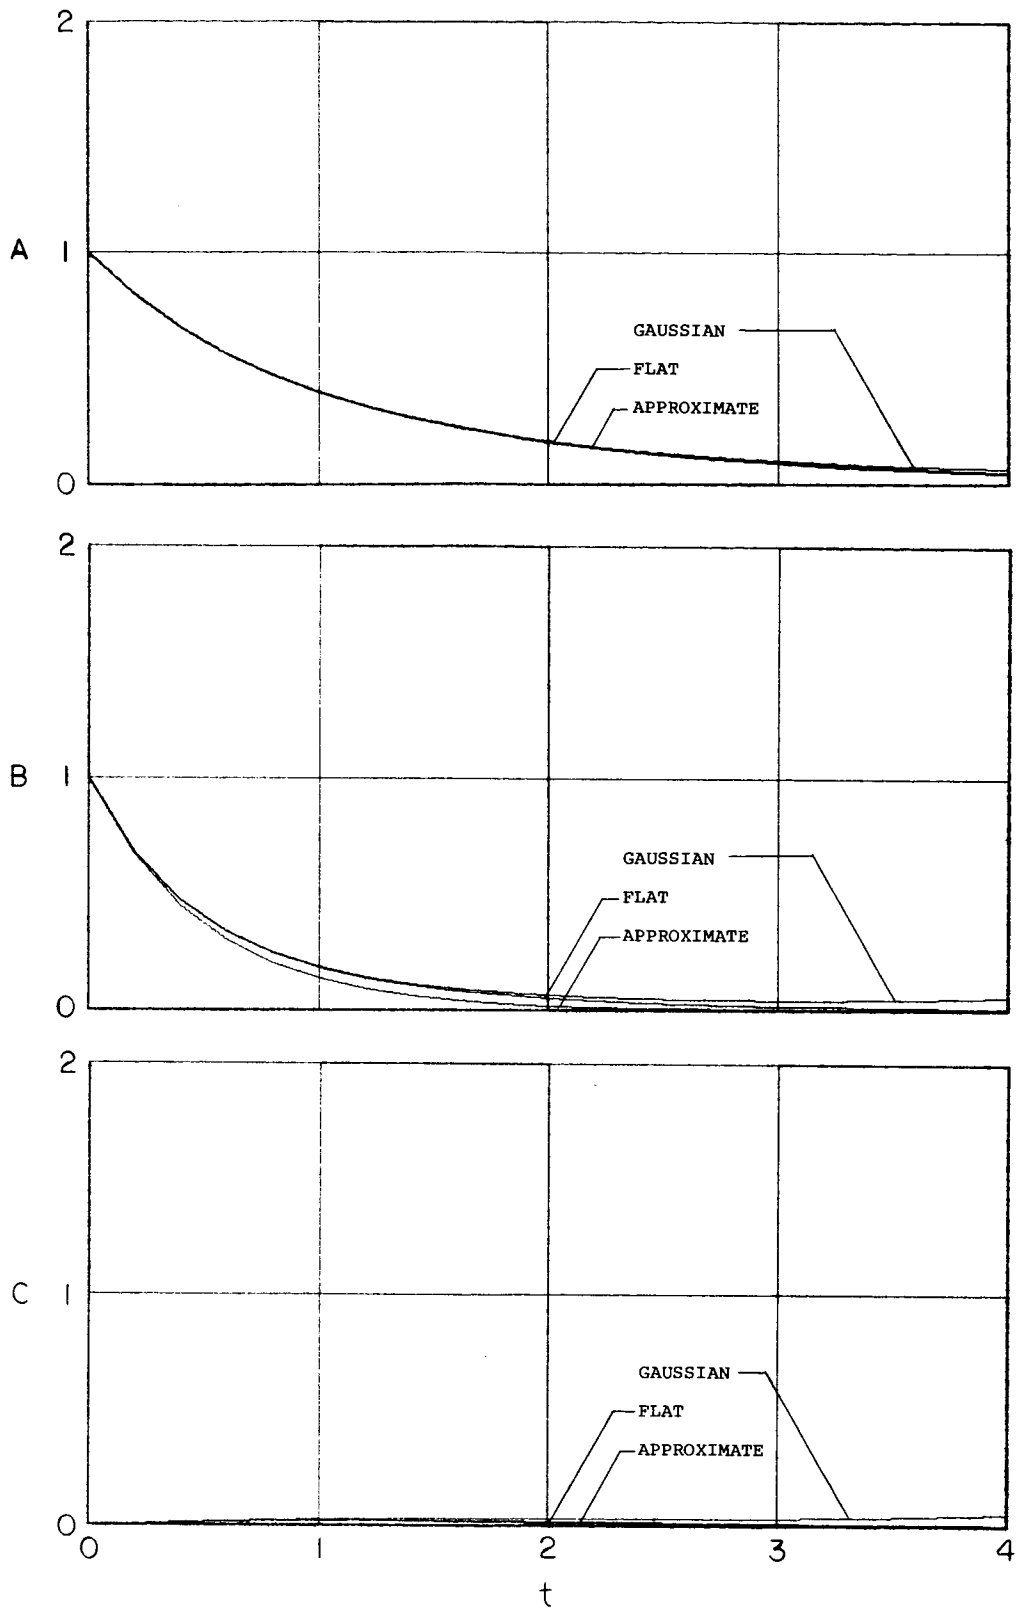 2
A 1
GAUSSIAN
FLAT
APPROXIMATE
0
2
B 1
GAUSSIAN
FLAT
APPROXIMATE
0
2
C 1
GAUSSIAN
FLAT
APPROXIMATE
0
0 1 2 3 4
t